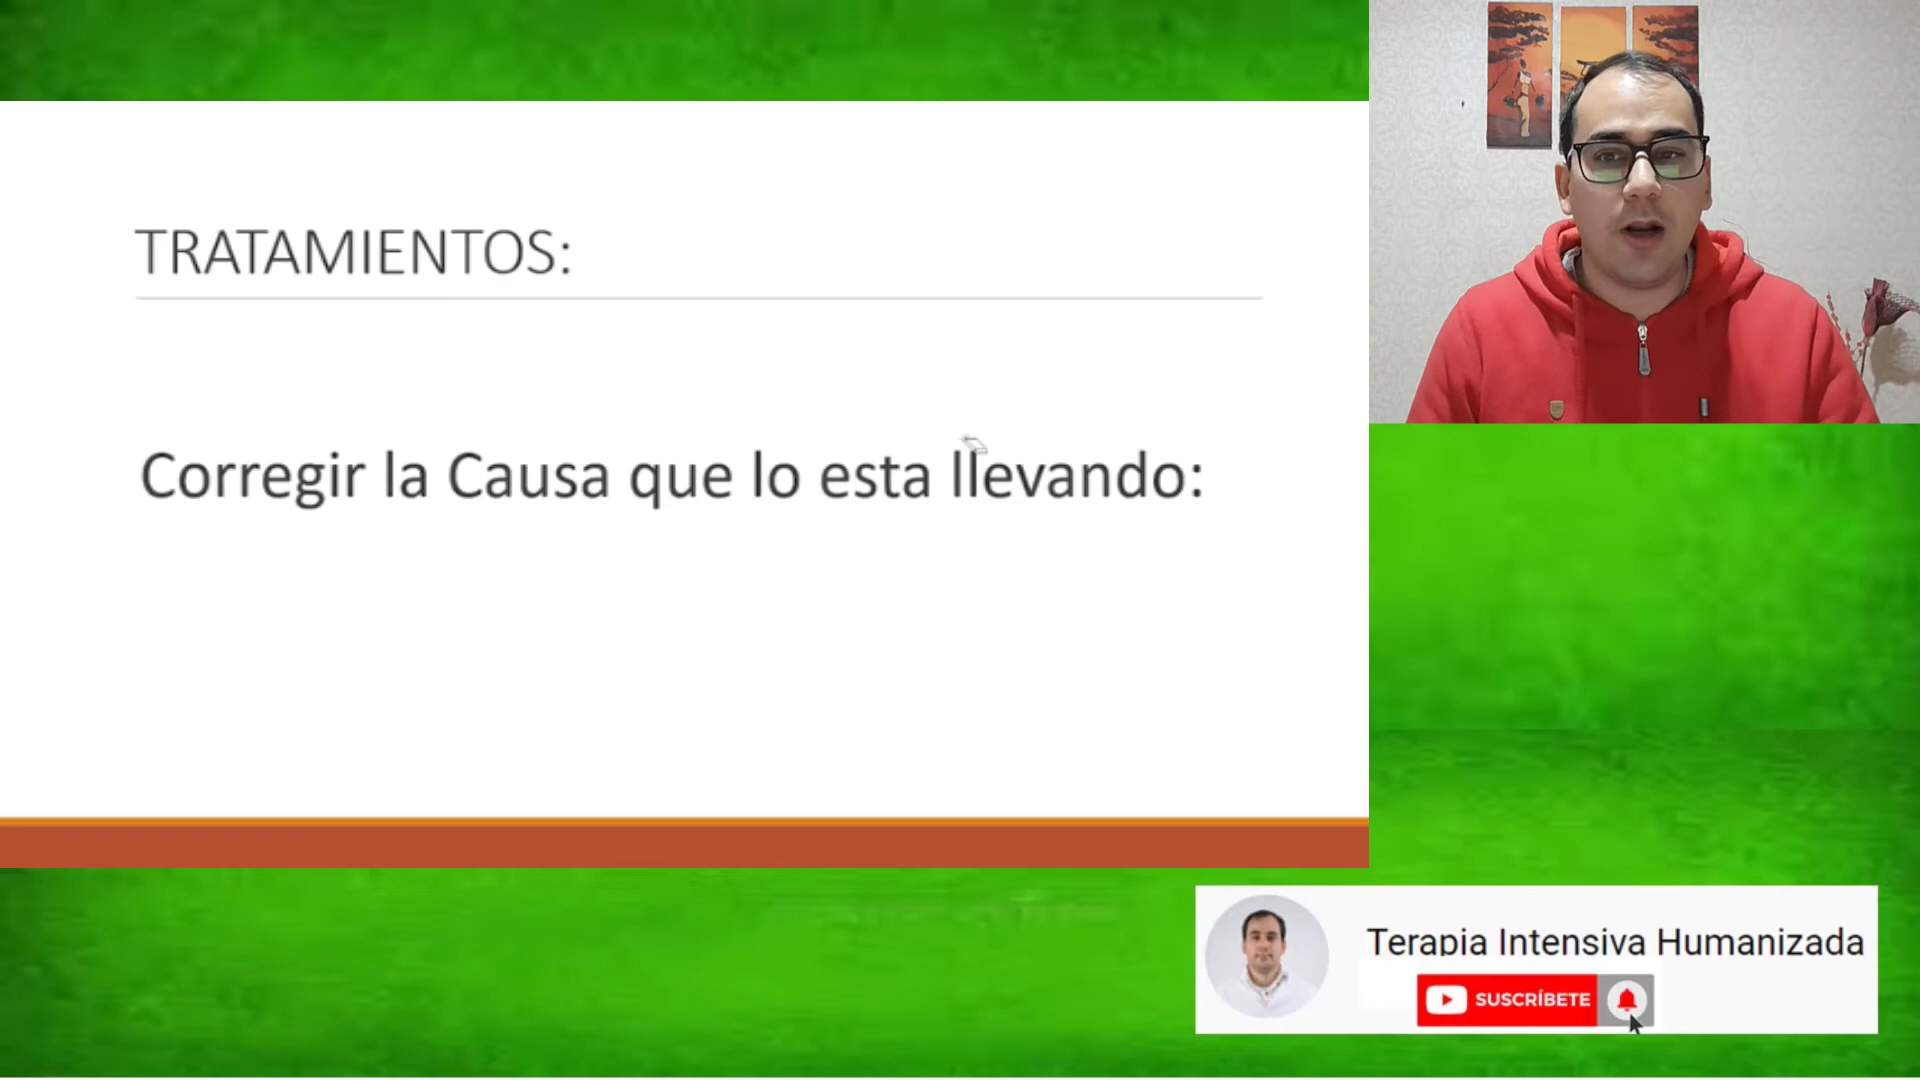 TRATAMIENTOS:
Corregir la Causa que lo esta llevando:
Terapia Intensiva Humanizada
SUSCRÍBETE